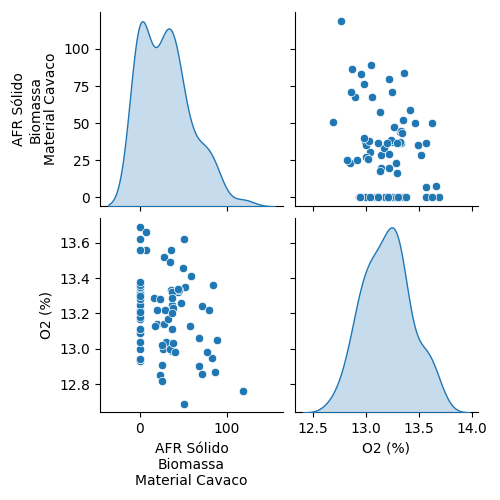 AFR Sólido
Biomassa
Material Cavaco
100
75
50
25
0
O2 (%)
13.6
13.4
13.2
13.0
12.8
0
100
AFR Sólido
Biomassa
Material Cavaco
12.5
13.0
13.5
14.0
O2 (%)